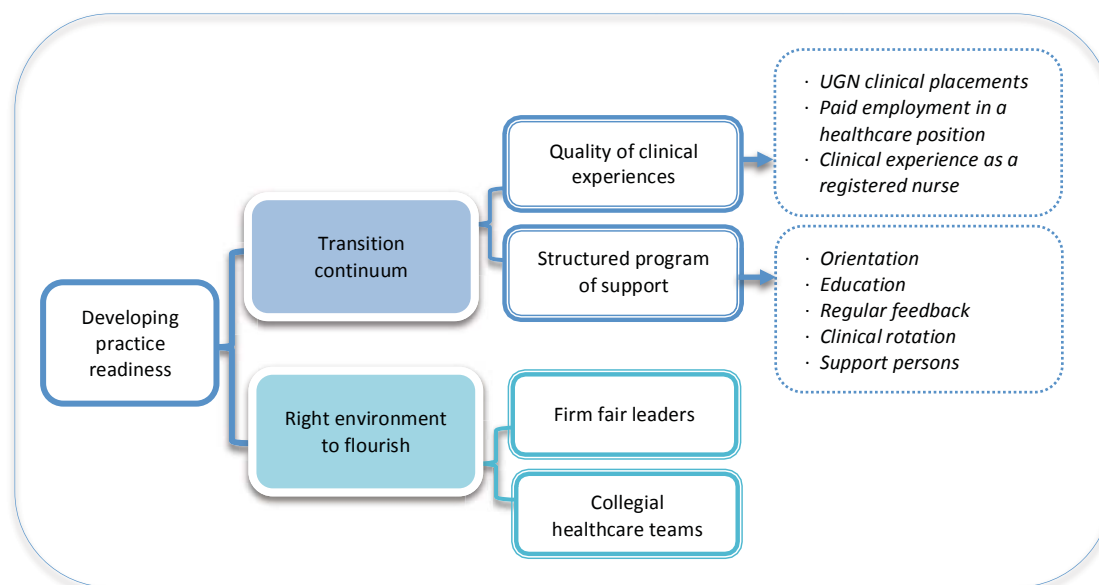 Developing
practice
readiness
Transition
continuum
Quality of clinical
experiences
· UGN clinical placements
· Paid employment in a
healthcare position
· Clinical experience as a
registered nurse
Structured program
of support
· Orientation
· Education
· Regular feedback
· Clinical rotation
· Support persons
Right environment
to flourish
Firm fair leaders
Collegial
healthcare teams